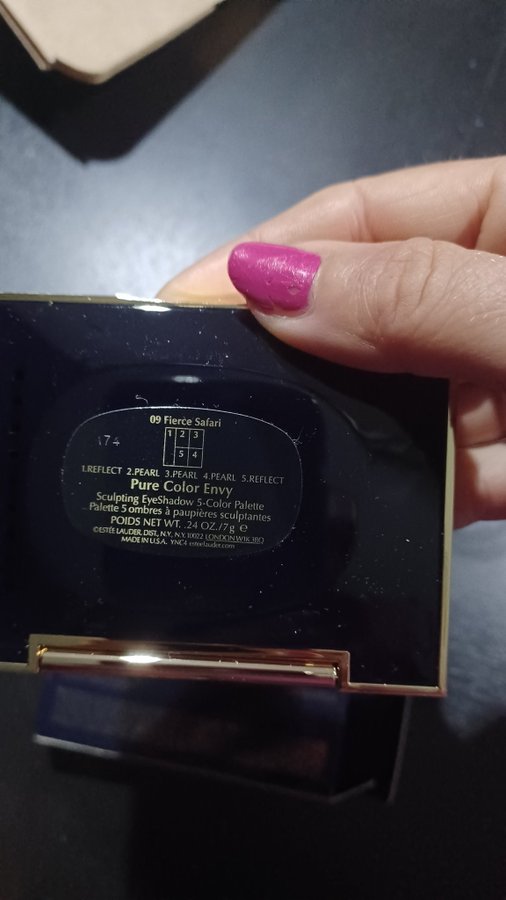 09 Fierce Safari
1 2 3
174
5 4
1.REFLECT 2.PEARL 3.PEARL 4.PEARL 5.REFLECT
Pure Color Envy
Sculpting EyeShadow 5-Color Palette
Palette 5 ombres à paupières sculptantes
POIDS NET WT. .24 OZ./7g ℮
©ESTĒE LAUDER, DIST., N.Y., N.Y. 10022 LONDON W1K 3BQ
MADE IN U.S.A. YNC4 esteelauder.com